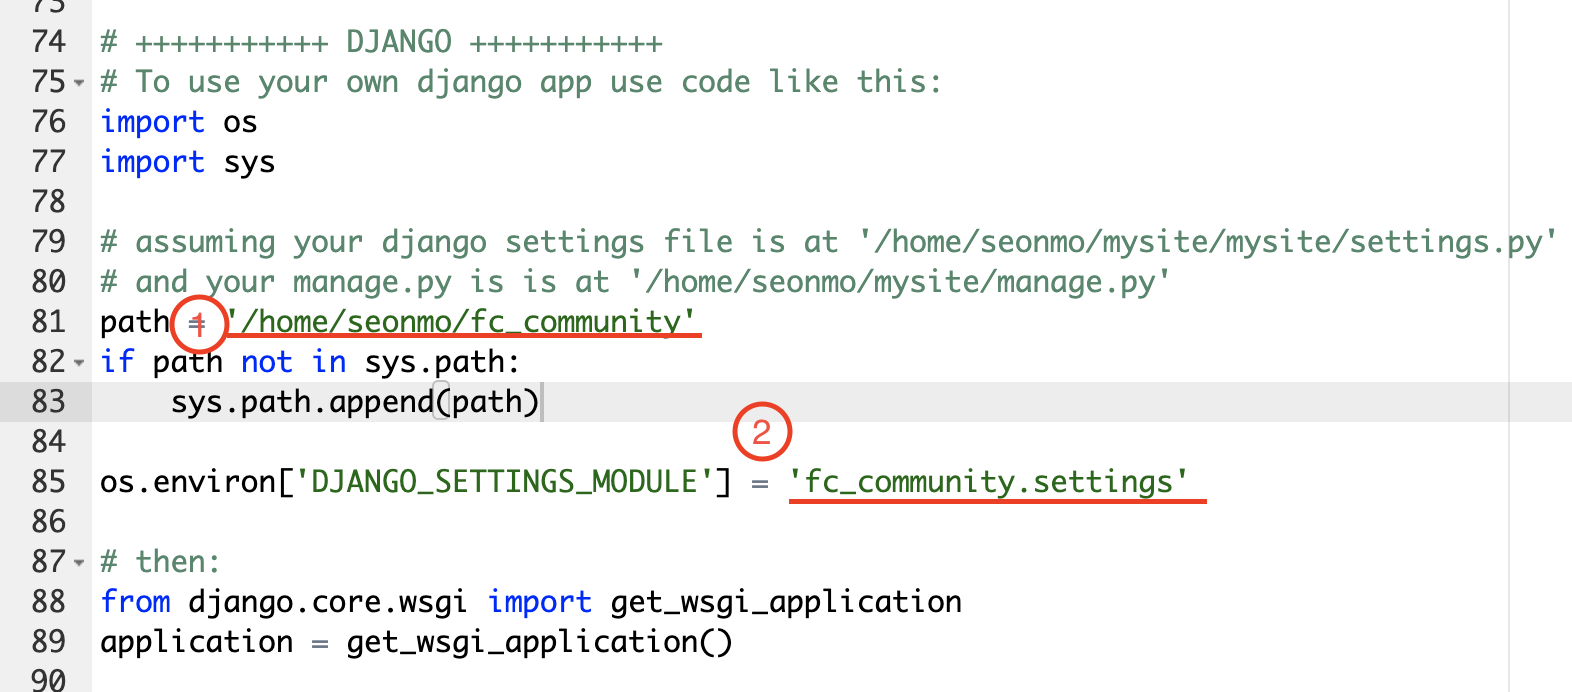 73
74 # +++++++++++ DJANGO +++++++++++
75 # To use your own django app use code like this:
76 import os
77 import sys
78
79 # assuming your django settings file is at '/home/seonmo/mysite/mysite/settings.py'
80 # and your manage.py is is at '/home/seonmo/mysite/manage.py'
81 path = 1 '/home/seonmo/fc_community'
82 if path not in sys.path:
83 sys.path.append(path)
2
84
85 os.environ['DJANGO_SETTINGS_MODULE'] = 'fc_community.settings'
86
87 # then:
88 from django.core.wsgi import get_wsgi_application
89 application = get_wsgi_application()
90